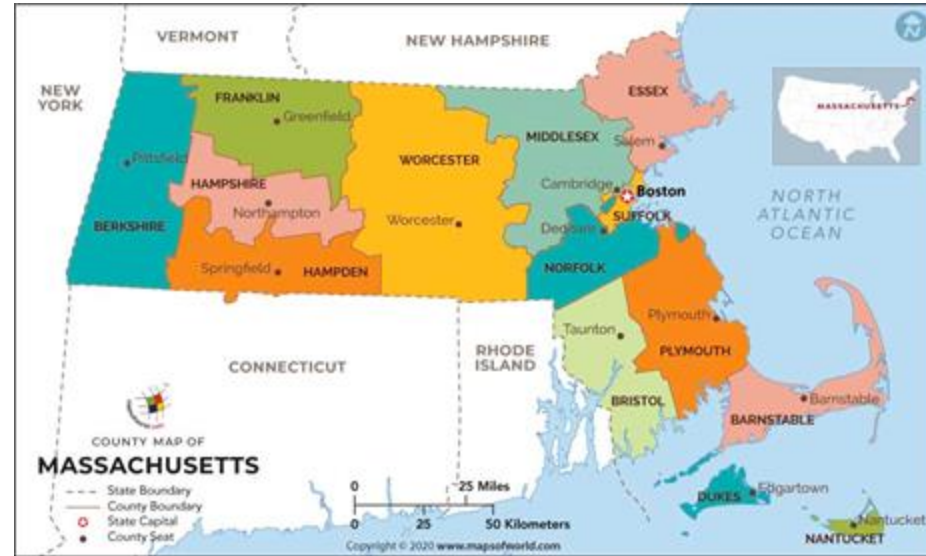 VERMONT
NEW HAMPSHIRE
NEW
YORK
ESSEX
FRANKLIN
Greenfield
MASSACHUSETTS
MIDDLESEX
Salem
Pittsfield
WORCESTER
HAMPSHIRE
Cambridge
Boston
NORTH
ATLANTIC
OCEAN
Northampton
Worcester
SUFFOLK
BERKSHIRE
Dedham
Springfield
HAMPDEN
NORFOLK
Plymouth
Taunton
RHODE
ISLAND
PLYMOUTH
CONNECTICUT
BRISTOL
Barnstable
BARNSTABLE
COUNTY MAP OF
MASSACHUSETTS
State Boundary
County Boundary
State Capital
County Seat
0 25 Miles
0 25 50 Kilometers
Copyright © 2020 www.mapsofworld.com
DUKES
Edgartown
Nantucket
NANTUCKET